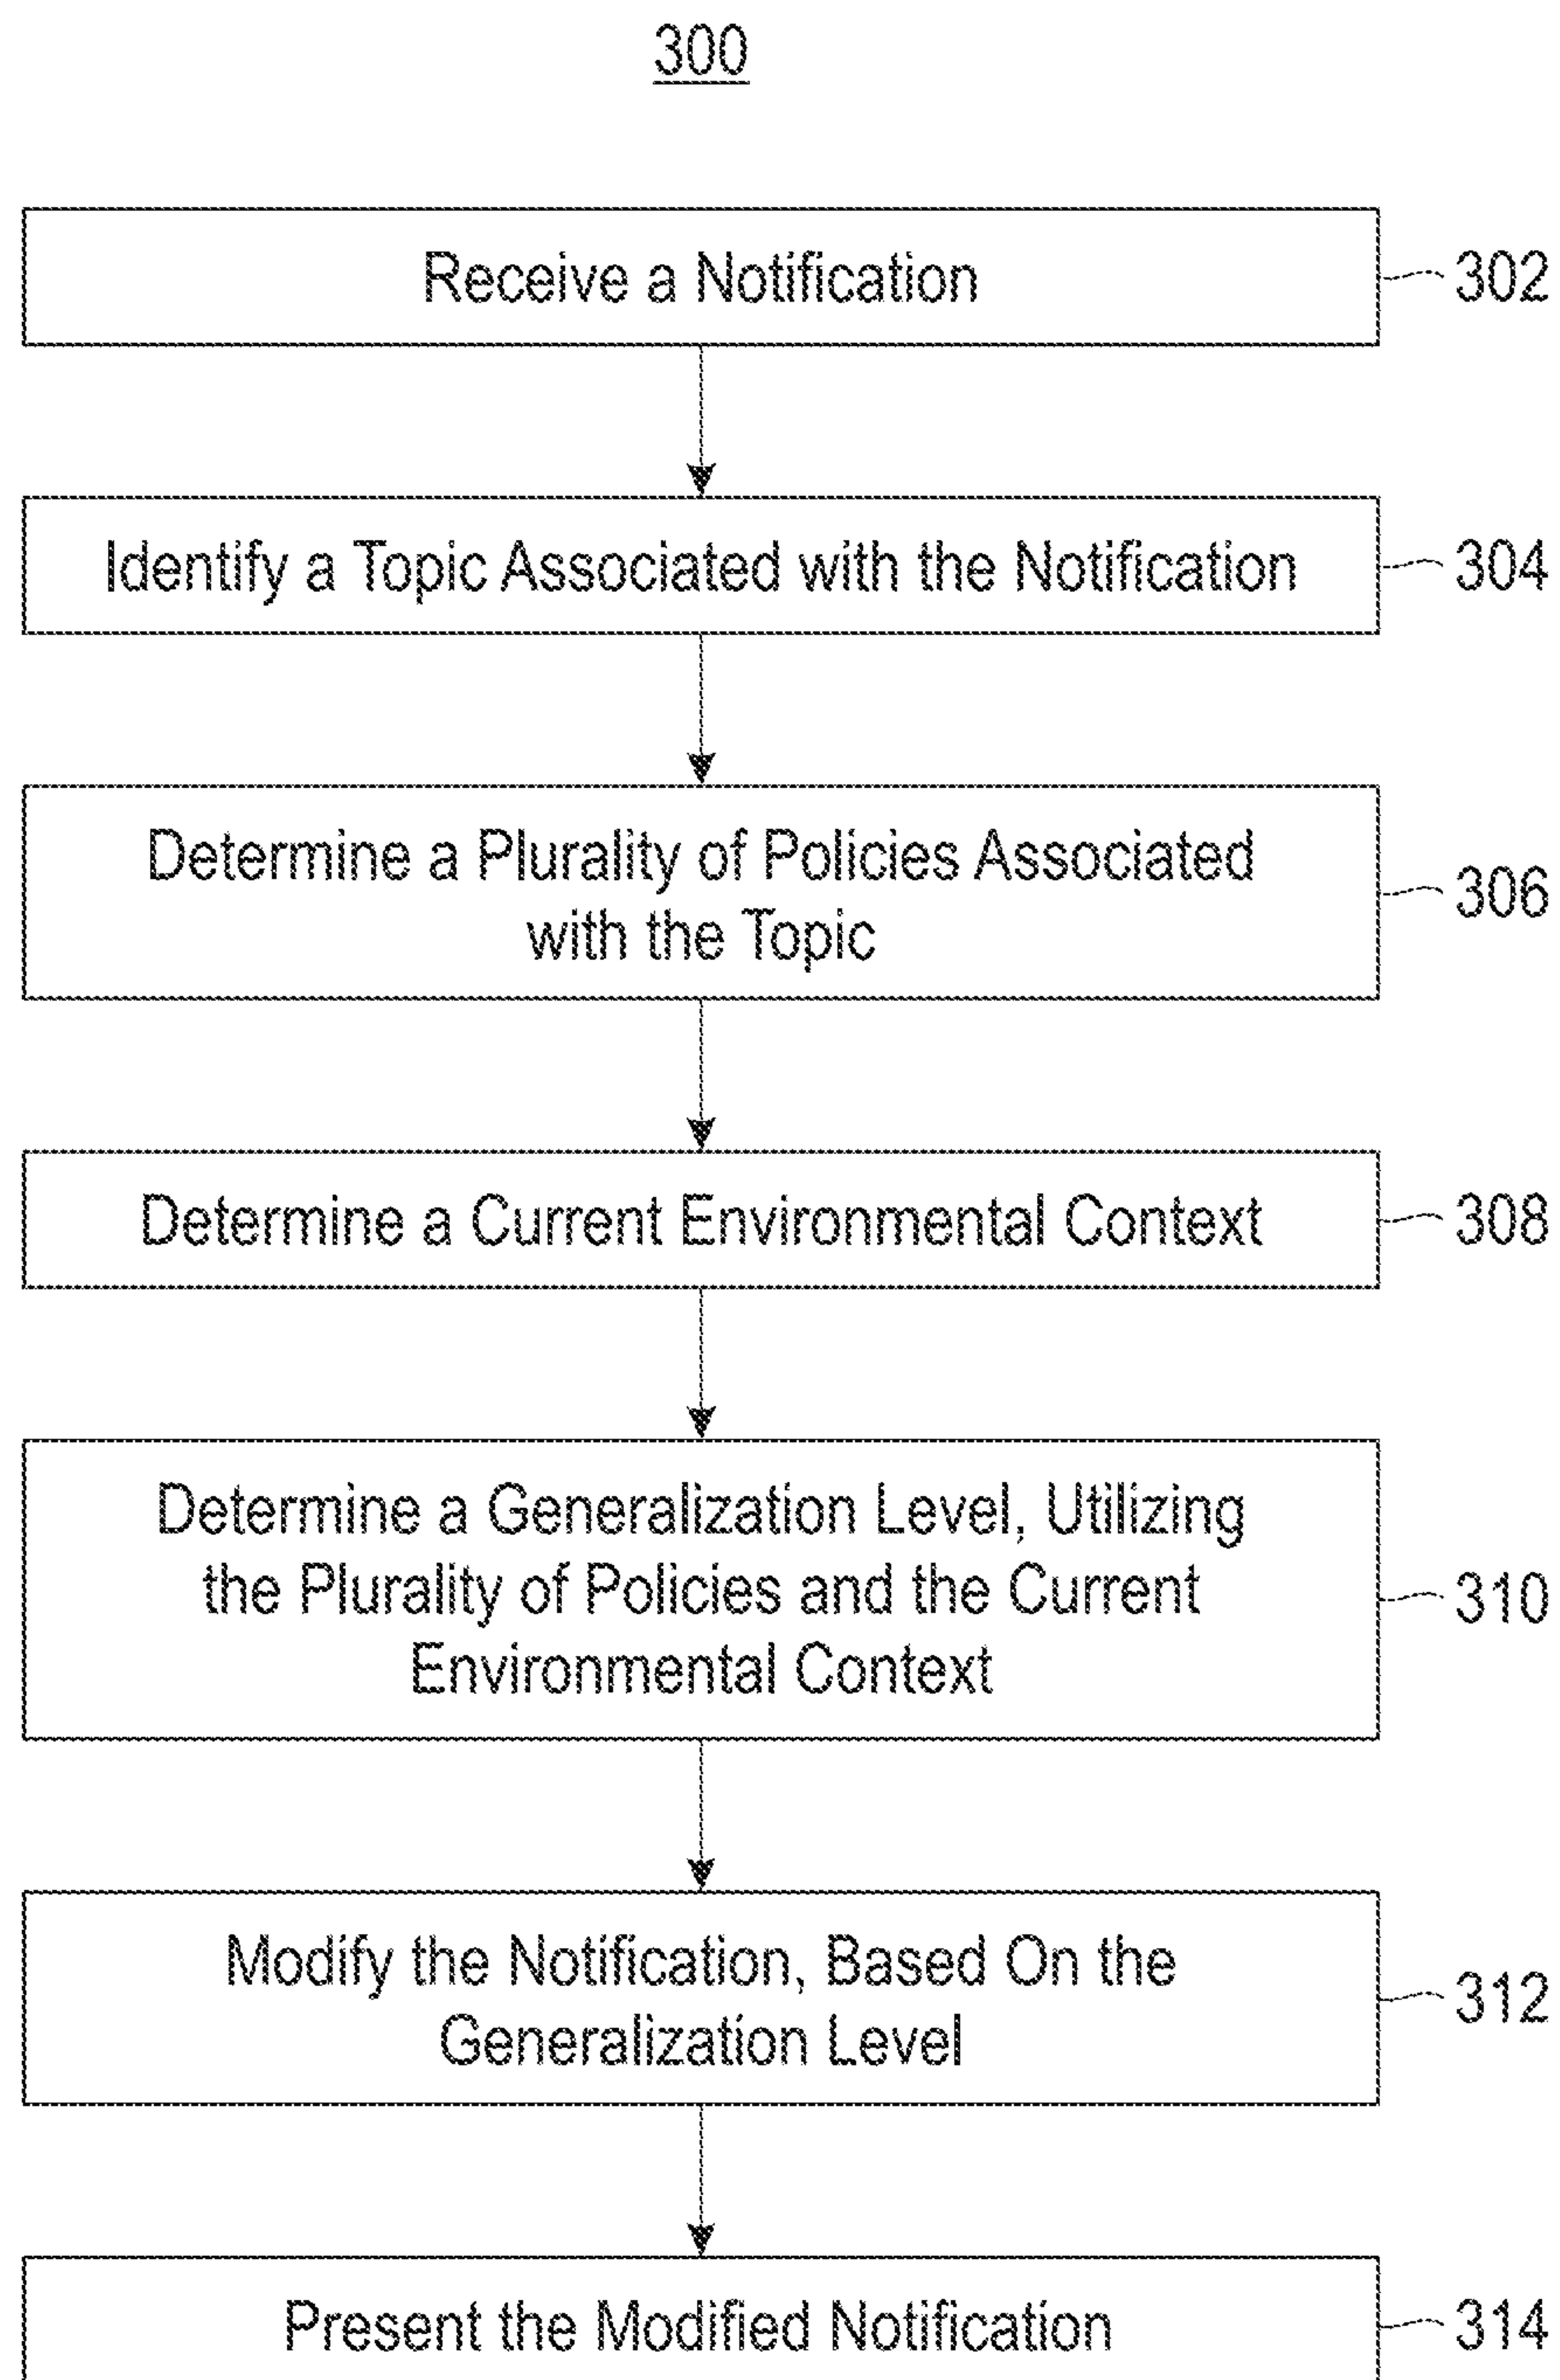 300
Receive a Notification
302
Identify a Topic Associated with the Notification
304
Determine a Plurality of Policies Associated
with the Topic
306
Determine a Current Environmental Context
308
Determine a Generalization Level, Utilizing
the Plurality of Policies and the Current
Environmental Context
310
Modify the Notification, Based On the
Generalization Level
312
Present the Modified Notification
314